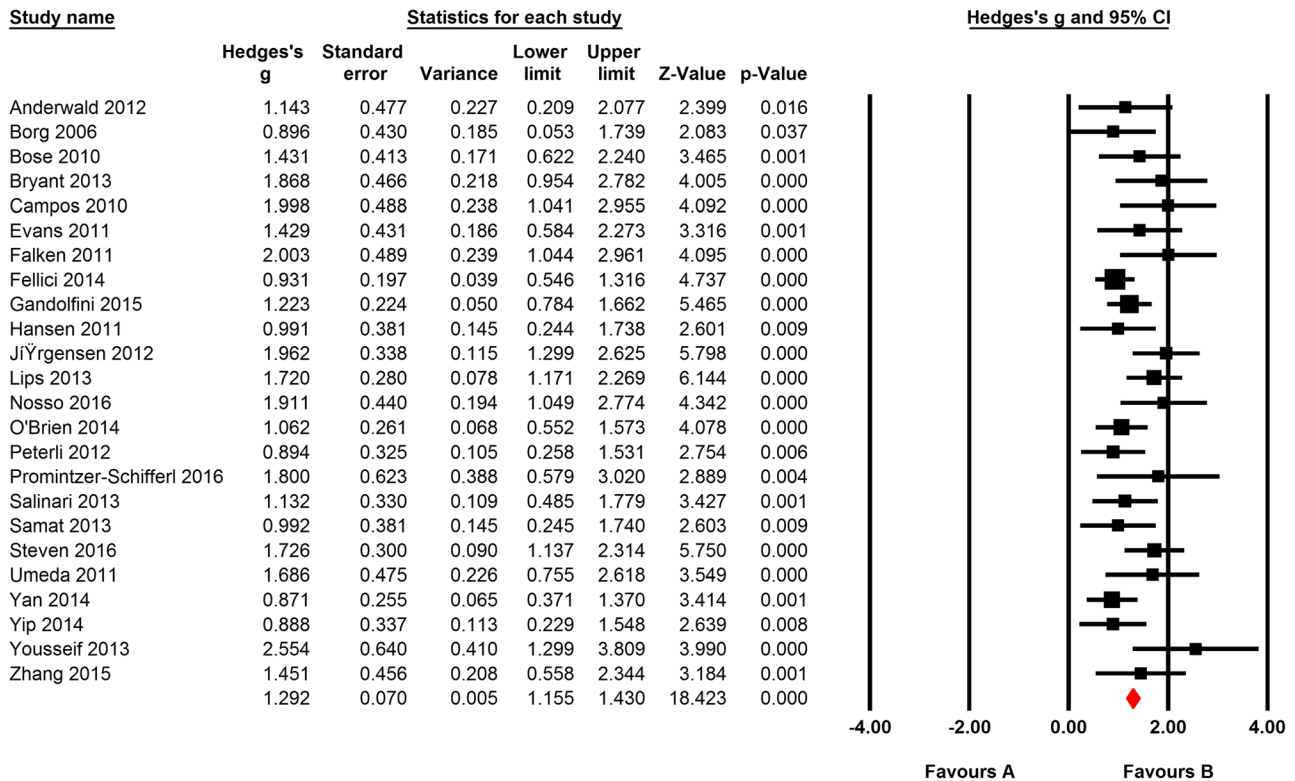 Study name Statistics for each study Hedges's g and 95% CI
Hedges's Standard Lower Upper
g error Variance limit limit Z-Value p-Value
Anderwald 2012 1.143 0.477 0.227 0.209 2.077 2.399 0.016
Borg 2006 0.896 0.430 0.185 0.053 1.739 2.083 0.037
Bose 2010 1.431 0.413 0.171 0.622 2.240 3.465 0.001
Bryant 2013 1.868 0.466 0.218 0.954 2.782 4.005 0.000
Campos 2010 1.998 0.488 0.238 1.041 2.955 4.092 0.000
Evans 2011 1.429 0.431 0.186 0.584 2.273 3.316 0.001
Falken 2011 2.003 0.489 0.239 1.044 2.961 4.095 0.000
Fellici 2014 0.931 0.197 0.039 0.546 1.316 4.737 0.000
Gandolfini 2015 1.223 0.224 0.050 0.784 1.662 5.465 0.000
Hansen 2011 0.991 0.381 0.145 0.244 1.738 2.601 0.009
JíŸrgensen 2012 1.962 0.338 0.115 1.299 2.625 5.798 0.000
Lips 2013 1.720 0.280 0.078 1.171 2.269 6.144 0.000
Nosso 2016 1.911 0.440 0.194 1.049 2.774 4.342 0.000
O'Brien 2014 1.062 0.261 0.068 0.552 1.573 4.078 0.000
Peterli 2012 0.894 0.325 0.105 0.258 1.531 2.754 0.006
Promintzer-Schifferl 2016 1.800 0.623 0.388 0.579 3.020 2.889 0.004
Salinari 2013 1.132 0.330 0.109 0.485 1.779 3.427 0.001
Samat 2013 0.992 0.381 0.145 0.245 1.740 2.603 0.009
Steven 2016 1.726 0.300 0.090 1.137 2.314 5.750 0.000
Umeda 2011 1.686 0.475 0.226 0.755 2.618 3.549 0.000
Yan 2014 0.871 0.255 0.065 0.371 1.370 3.414 0.001
Yip 2014 0.888 0.337 0.113 0.229 1.548 2.639 0.008
Yousseif 2013 2.554 0.640 0.410 1.299 3.809 3.990 0.000
Zhang 2015 1.451 0.456 0.208 0.558 2.344 3.184 0.001
1.292 0.070 0.005 1.155 1.430 18.423 0.000
-4.00 -2.00 0.00 2.00 4.00
Favours A Favours B